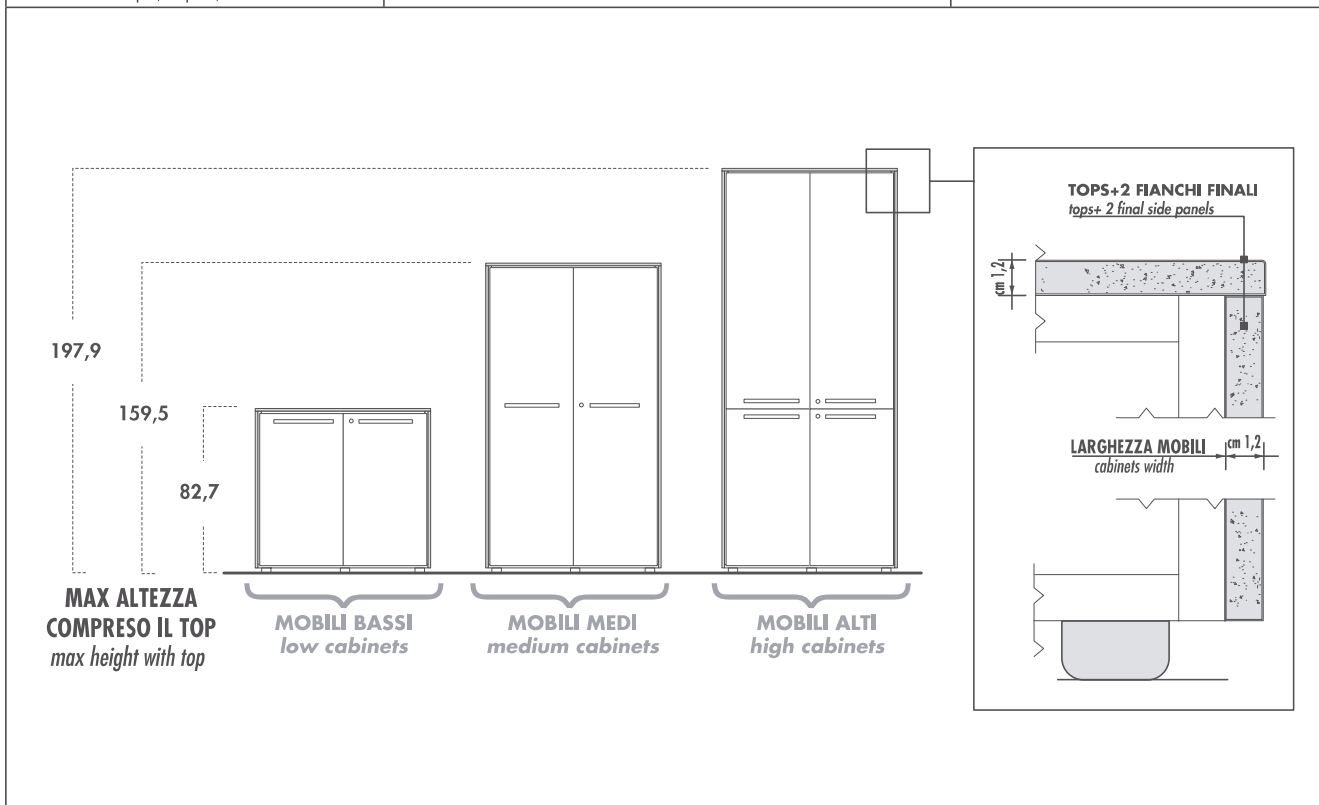 197,9
159,5
82,7
MAX ALTEZZA
COMPRESO IL TOP
max height with top
MOBILI BASSI
low cabinets
MOBILI MEDI
medium cabinets
MOBILI ALTI
high cabinets
TOPS+2 FIANCHI FINALI
tops+ 2 final side panels
cm 1,2
LARGHEZZA MOBILI
cabinets width
cm 1,2